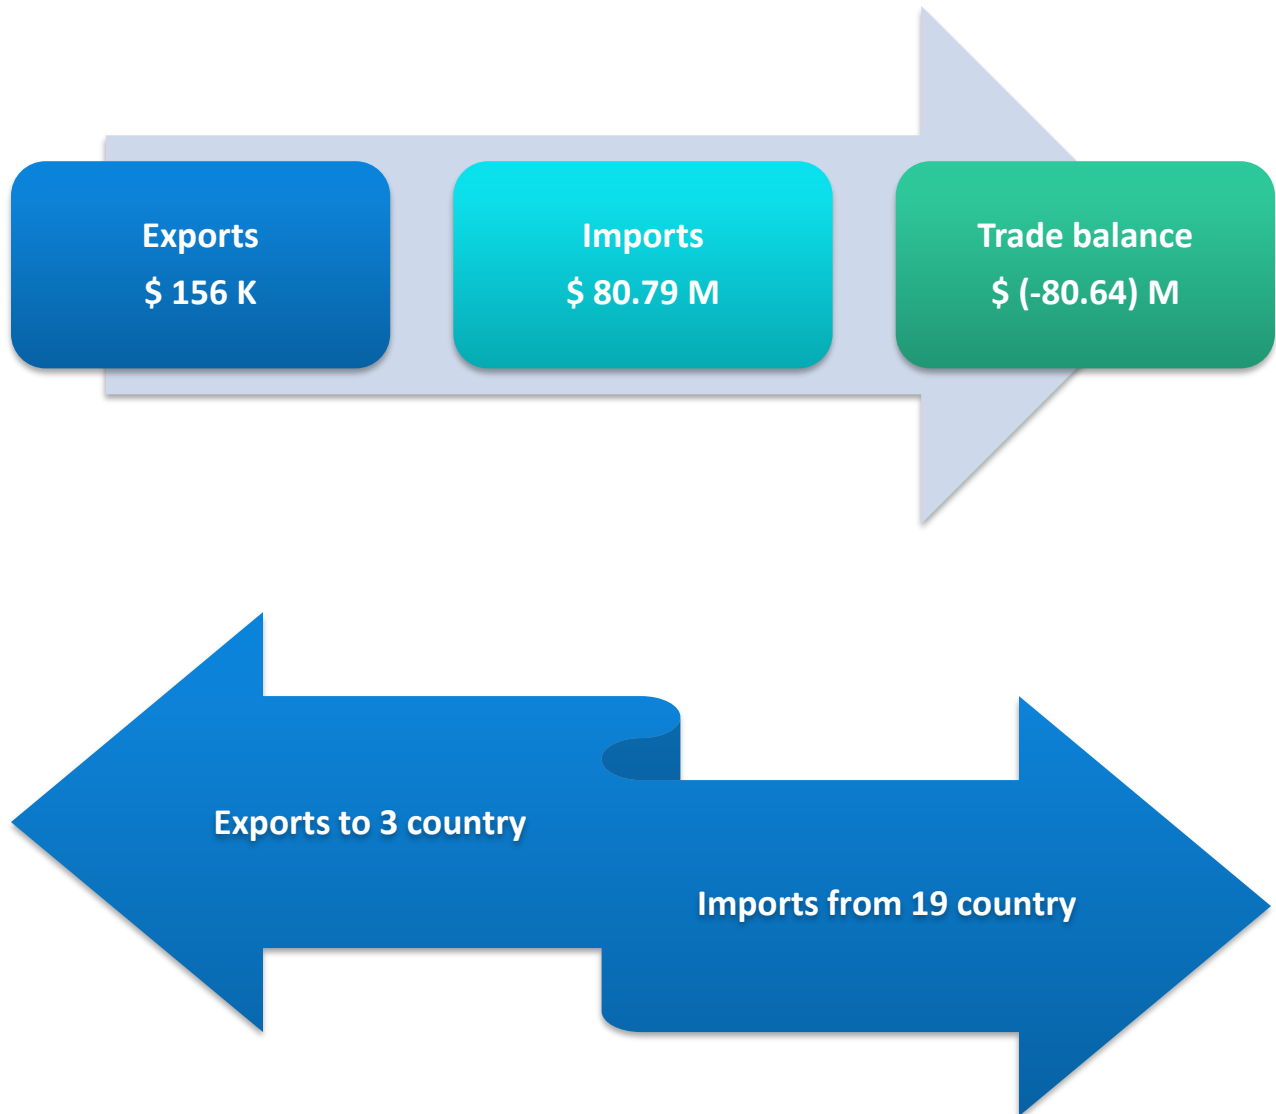 Exports
$ 156 K
Imports
$ 80.79 M
Trade balance
$ (-80.64) M
Exports to 3 country
Imports from 19 country